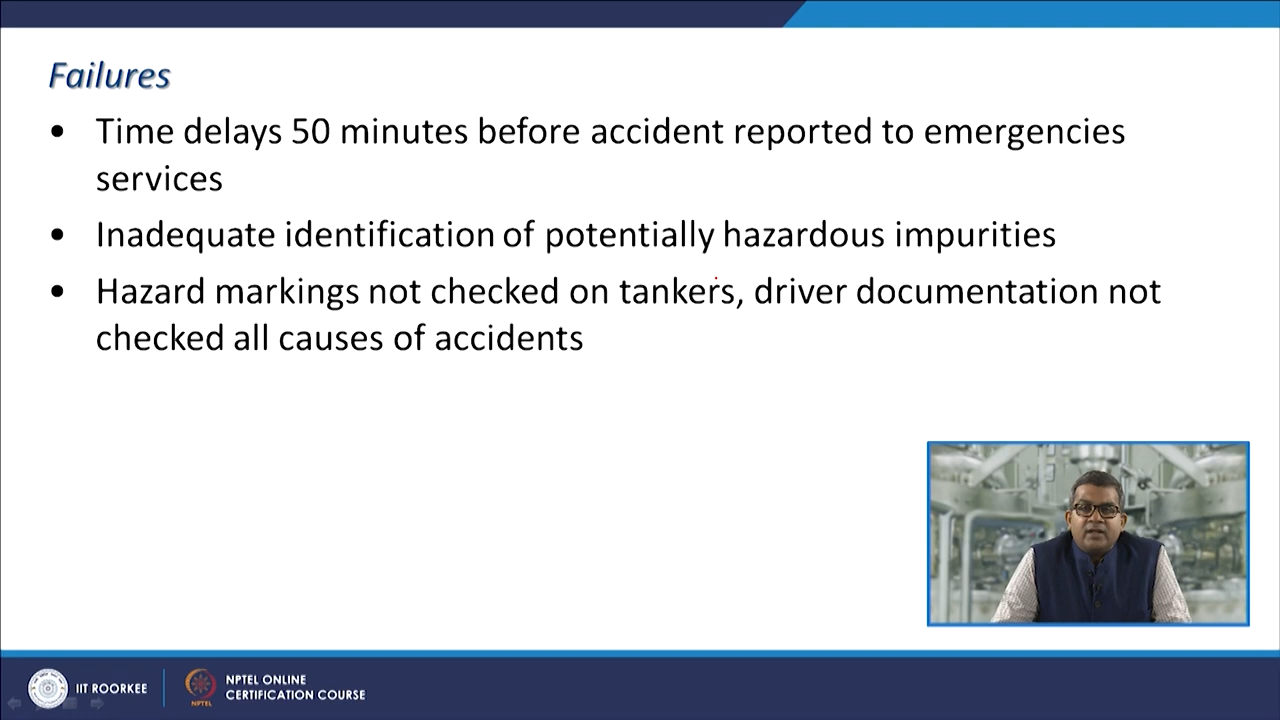 Failures
• Time delays 50 minutes before accident reported to emergencies
services
• Inadequate identification of potentially hazardous impurities
• Hazard markings not checked on tankers, driver documentation not
checked all causes of accidents
IIT ROORKEE
NPTEL
NPTEL ONLINE
CERTIFICATION COURSE